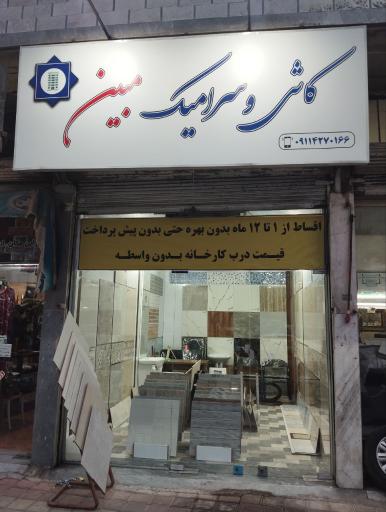 کاشی و سرامیک مبین
۰۹۱۱۴۲۷۰۱۶۶
اقساط از ۱ تا ۱۲ ماه بدون بهره حتی بدون پیش پرداخت
قیمت درب کارخانه بدون واسطه